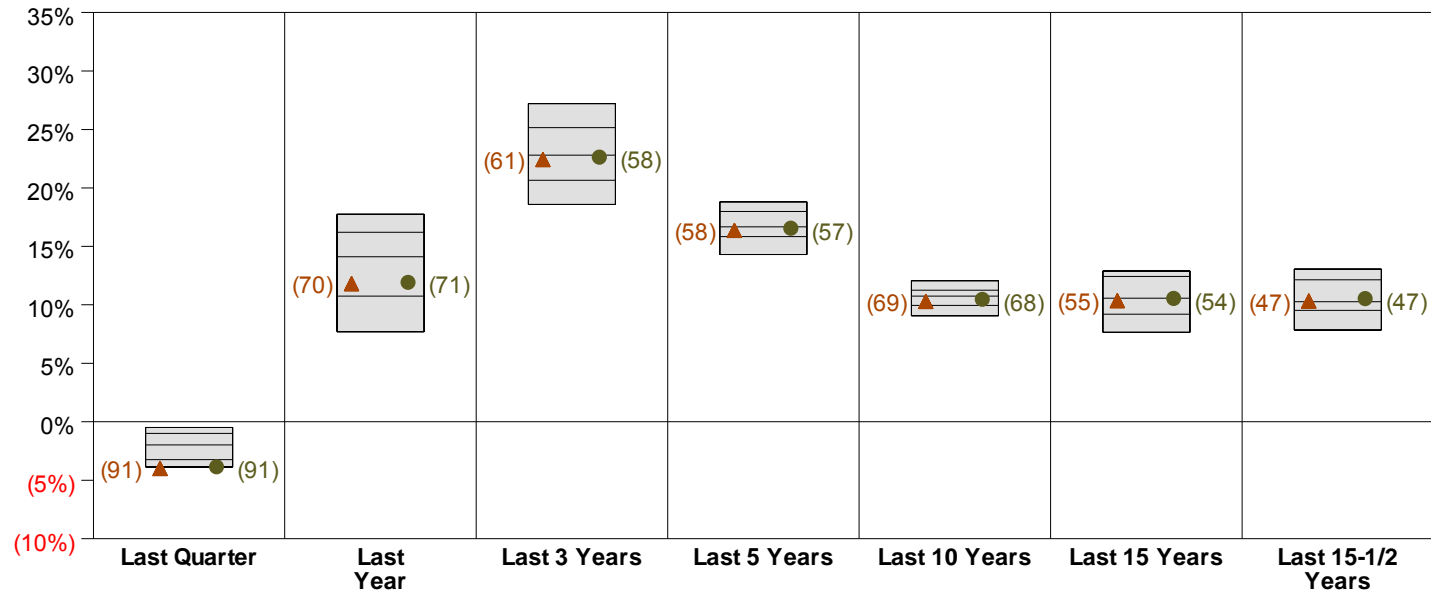 35%
30%
25%
20%
15%
10%
5%
0%
(5%)
(10%)
(91) (91)
(70) (71)
(61) (58)
(58) (57)
(69) (68)
(55) (54)
(47) (47)
Last Quarter
Last
Year
Last 3 Years
Last 5 Years
Last 10 Years
Last 15 Years
Last 15-1/2
Years